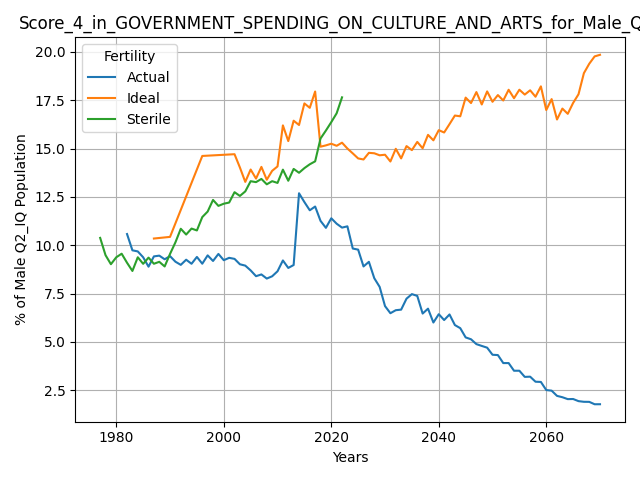 Score_4_in_GOVERNMENT_SPENDING_ON_CULTURE_AND_ARTS_for_Male_Q
Fertility
Actual
Ideal
Sterile
20.0
17.5
15.0
12.5
10.0
7.5
5.0
2.5
% of Male Q2_IQ Population
1980 2000 2020 2040 2060
Years